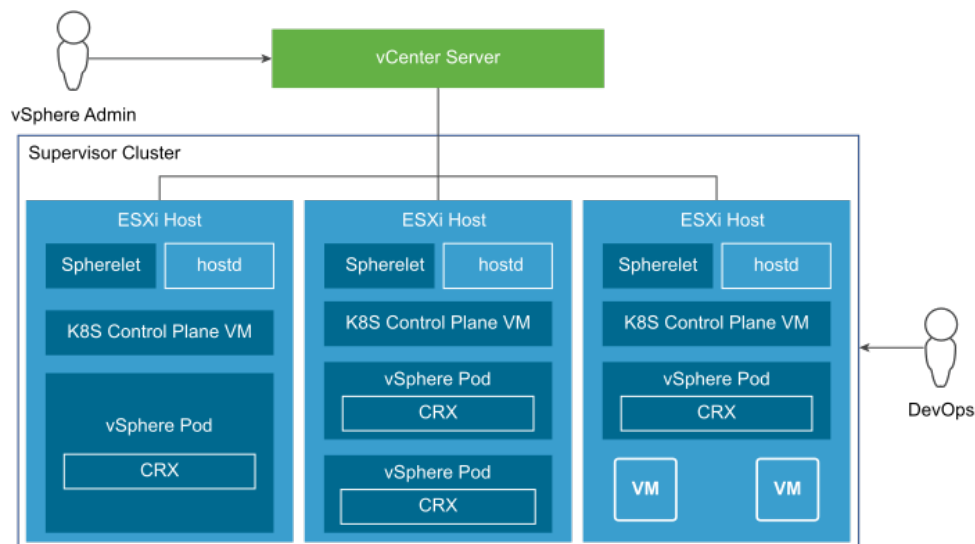 vCenter Server
vSphere Admin
Supervisor Cluster
ESXi Host
Spherelet
hostd
K8S Control Plane VM
vSphere Pod
CRX
ESXi Host
Spherelet
hostd
K8S Control Plane VM
vSphere Pod
CRX
vSphere Pod
CRX
ESXi Host
Spherelet
hostd
K8S Control Plane VM
vSphere Pod
CRX
VM
VM
DevOps